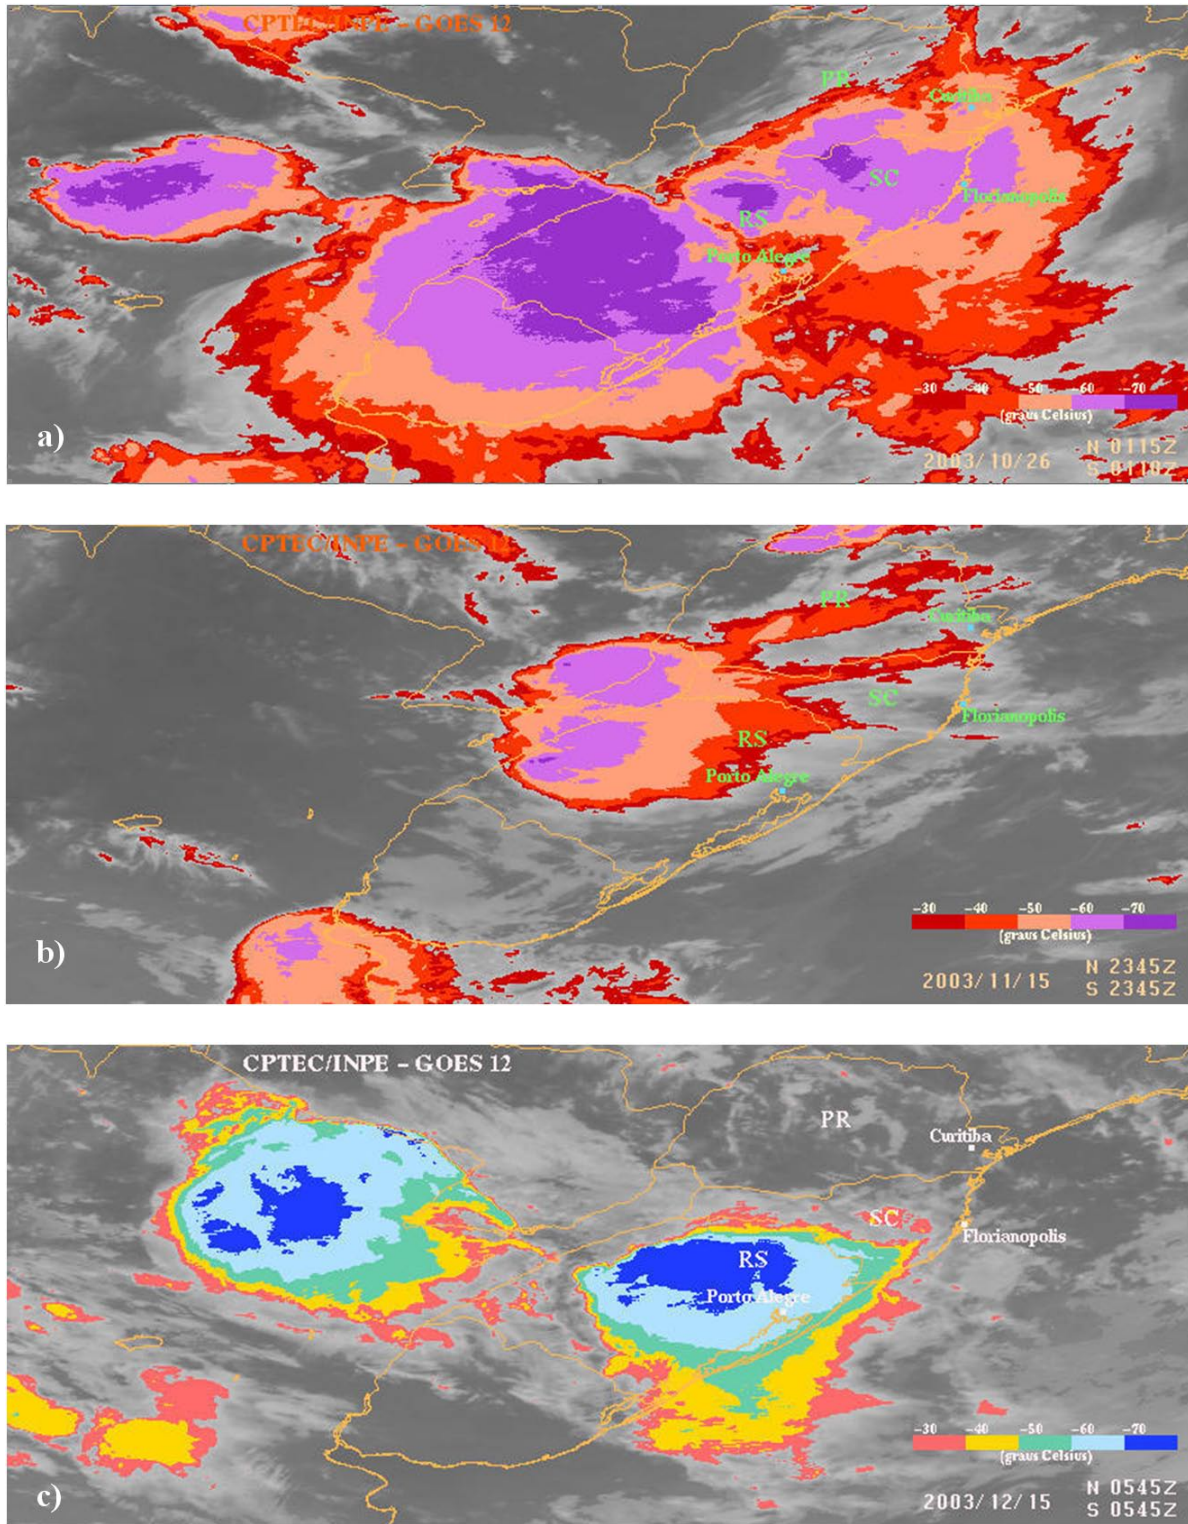 CPTEC/INPE – GOES 12
PR
Curitiba
SC
Florianopolis
RS
Porto Alegre
-30 -40 -50 -60 -70
(graus Celsius)
a)
N 0115Z
2003/10/26
S 0118Z
CPTEC/INPE – GOES 12
PR
Curitiba
SC
Florianopolis
RS
Porto Alegre
-30 -40 -50 -60 -70
(graus Celsius)
b)
N 2345Z
2003/11/15
S 2345Z
CPTEC/INPE – GOES 12
PR
Curitiba
SC
Florianopolis
RS
Porto Alegre
-30 -40 -50 -60 -70
(graus Celsius)
c)
N 0545Z
2003/12/15
S 0545Z